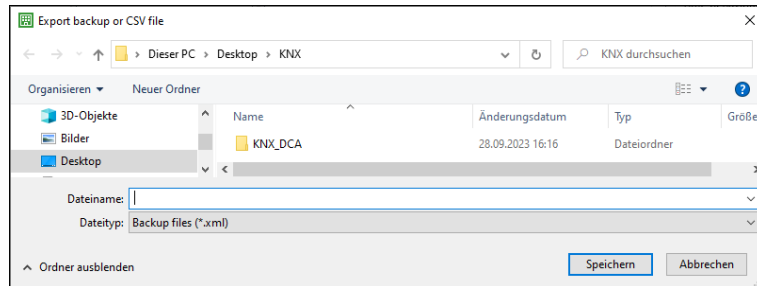 Export backup or CSV file
Dieser PC > Desktop > KNX
KNX durchsuchen
Organisieren
Neuer Ordner
3D-Objekte
Bilder
Desktop
Name Änderungsdatum Typ Größe
KNX_DCA 28.09.2023 16:16 Dateiordner
Dateiname:
Dateityp: Backup files (*.xml)
Ordner ausblenden
Speichern
Abbrechen